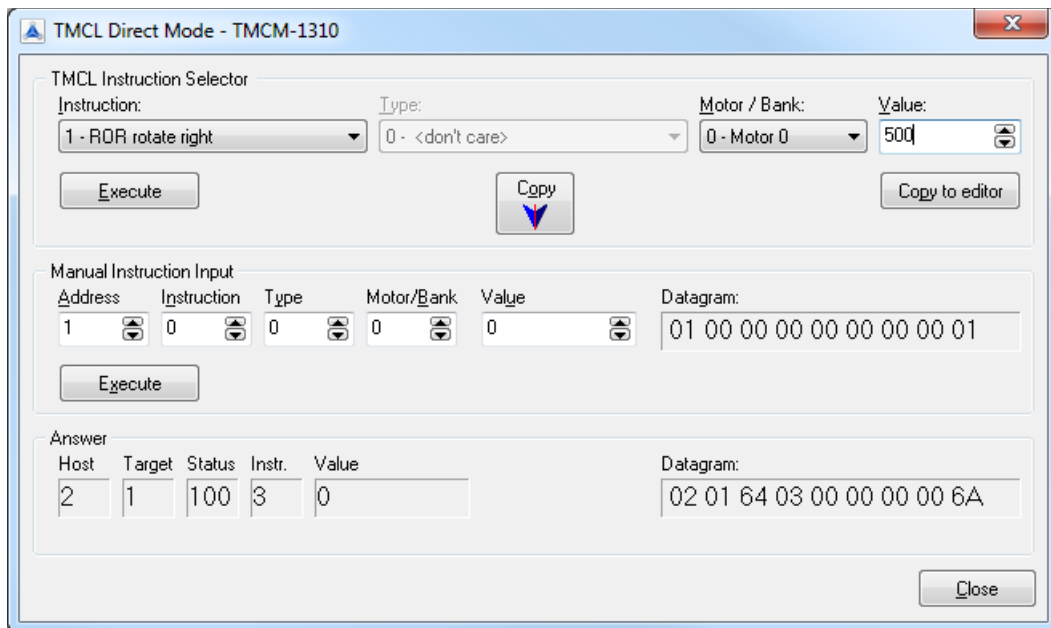 TMCL Direct Mode - TMCM-1310
TMCL Instruction Selector
Instruction: Type: Motor / Bank: Value:
1 - ROR rotate right 0 - <don't care> 0 - Motor 0 500
Execute Copy Copy to editor
Manual Instruction Input
Address Instruction Type Motor/Bank Value Datagram:
1 0 0 0 0 01 00 00 00 00 00 00 00 01
Execute
Answer
Host Target Status Instr. Value Datagram:
2 1 100 3 0 02 01 64 03 00 00 00 00 6A
Close